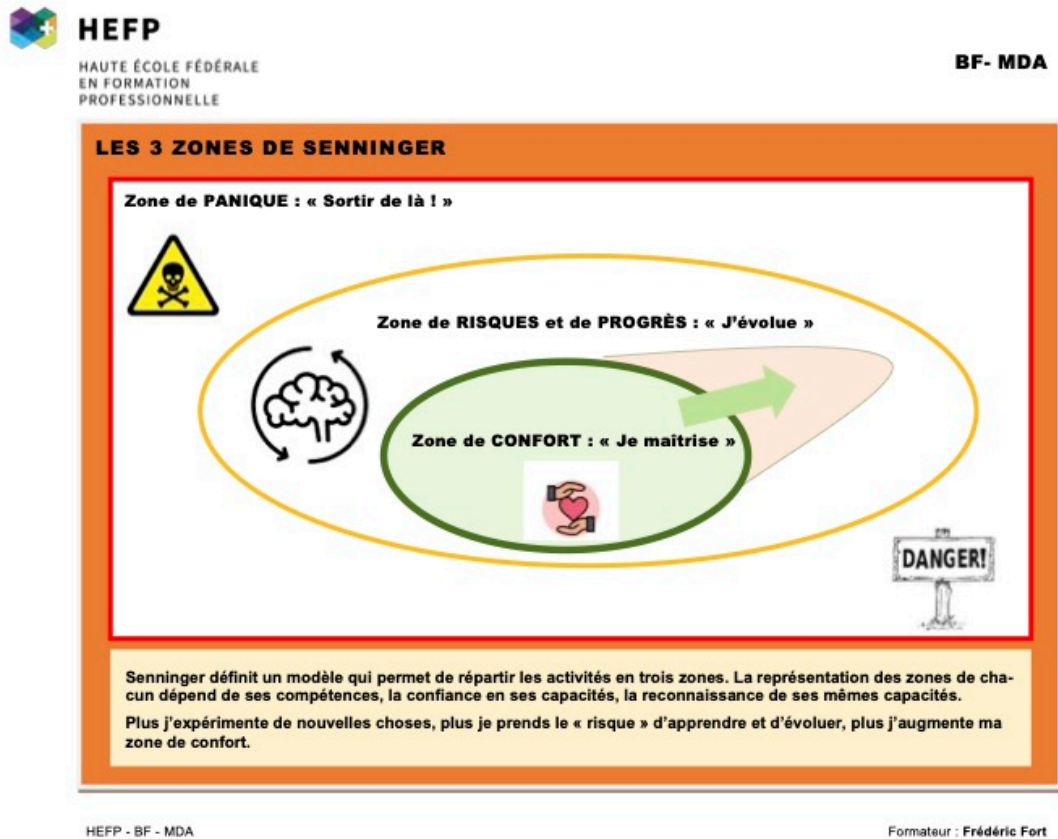 HEFP
HAUTE ÉCOLE FÉDÉRALE
EN FORMATION
PROFESSIONNELLE
BF- MDA
LES 3 ZONES DE SENNINGER
Zone de PANIQUE : « Sortir de là ! »
Zone de RISQUES et de PROGRÈS : « J'évolue »
Zone de CONFORT : « Je maîtrise »
DANGER!
Senninger définit un modèle qui permet de répartir les activités en trois zones. La représentation des zones de cha-
cun dépend de ses compétences, la confiance en ses capacités, la reconnaissance de ses mêmes capacités.
Plus j'expérimente de nouvelles choses, plus je prends le « risque » d'apprendre et d'évoluer, plus j'augmente ma
zone de confort.
HEFP - BF - MDA
Formateur : Frédéric Fort